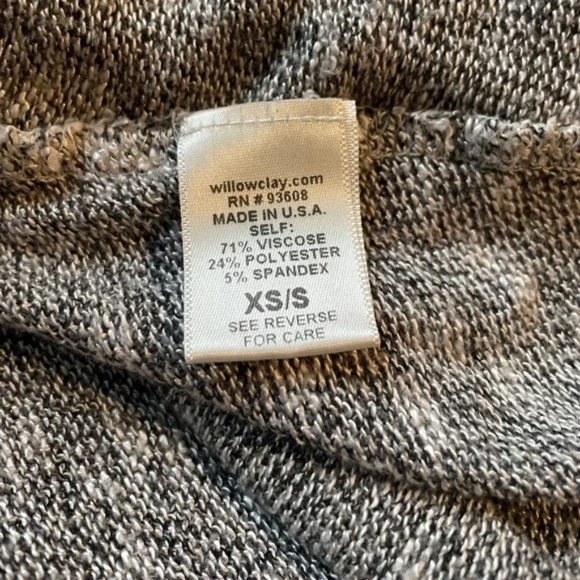 willowclay.com
RN # 93608
MADE IN U.S.A.
SELF:
71% VISCOSE
24% POLYESTER
5% SPANDEX
XS/S
SEE REVERSE
FOR CARE